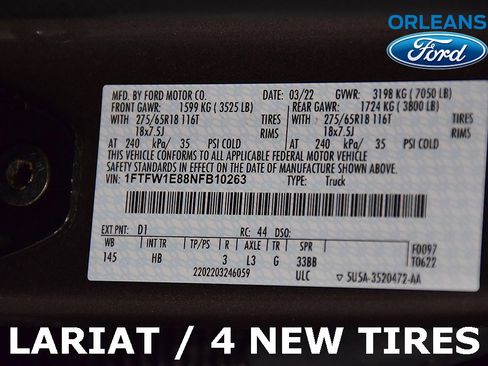 ORLEANS
Ford
MFD. BY FORD MOTOR CO. 03/22 GVWR: 3198 KG ( 7050 LB)
FRONT GAWR: 1599 KG ( 3525 LB) REAR GAWR: 1724 KG ( 3800 LB)
WITH 275/65R18 116T TIRES WITH 275/65R18 116T TIRES
18x7.5J RIMS 18x7.5J RIMS
AT 240 kPa/ 35 PSI COLD AT 240 kPa/ 35 PSI COLD
THIS VEHICLE CONFORMS TO ALL APPLICABLE FEDERAL MOTOR VEHICLE
SAFETY STANDARDS IN EFFECT ON THE DATE OF MANUFACTURE SHOWN ABOVE.
VIN: 1FTFW1E88NFB10263 TYPE: Truck
EXT PNT: D1 RC: 44 DSO:
WB INT TR TP/PS R AXLE TR SPR F0097
145 HB 3 L3 G 33BB T0622
2202203246059 ULC ▽ 5U5A-3520472-AA
LARIAT / 4 NEW TIRES